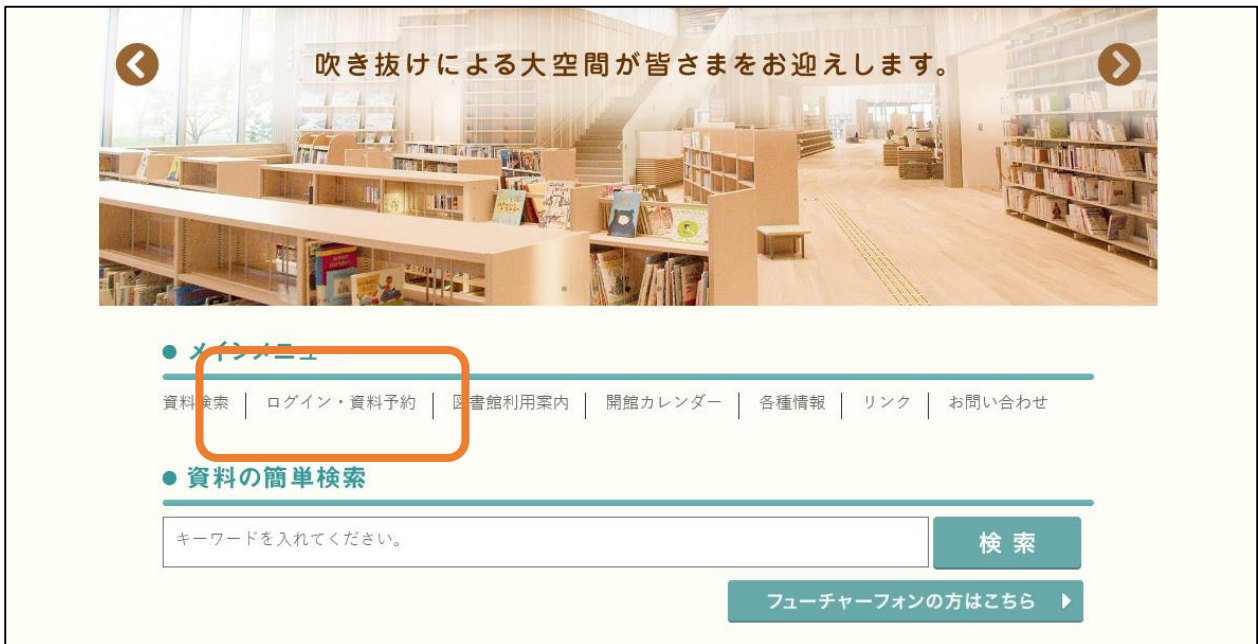 吹き抜けによる大空間が皆さまをお迎えします。
● メインメニュー
資料検索 | ログイン・資料予約 | 図書館利用案内 | 開館カレンダー | 各種情報 | リンク | お問い合わせ
● 資料の簡単検索
キーワードを入れてください。
検索
フューチャーフォンの方はこちら